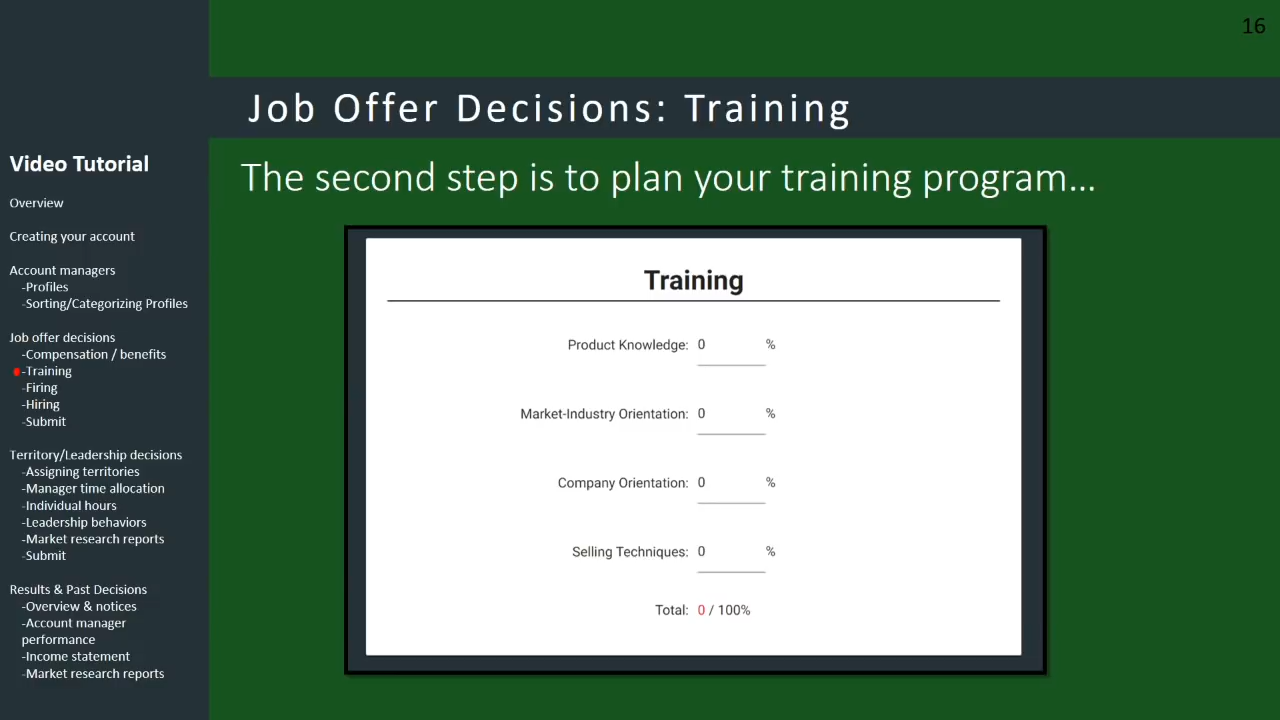 16
Job Offer Decisions: Training
Video Tutorial
Overview
Creating your account
Account managers
-Profiles
-Sorting/Categorizing Profiles
Job offer decisions
-Compensation / benefits
-Training
-Firing
-Hiring
-Submit
Territory/Leadership decisions
-Assigning territories
-Manager time allocation
-Individual hours
-Leadership behaviors
-Market research reports
-Submit
Results & Past Decisions
-Overview & notices
-Account manager
performance
-Income statement
-Market research reports
The second step is to plan your training program...
Training
Product Knowledge: 0 %
Market-Industry Orientation: 0 %
Company Orientation: 0 %
Selling Techniques: 0 %
Total: 0 / 100%